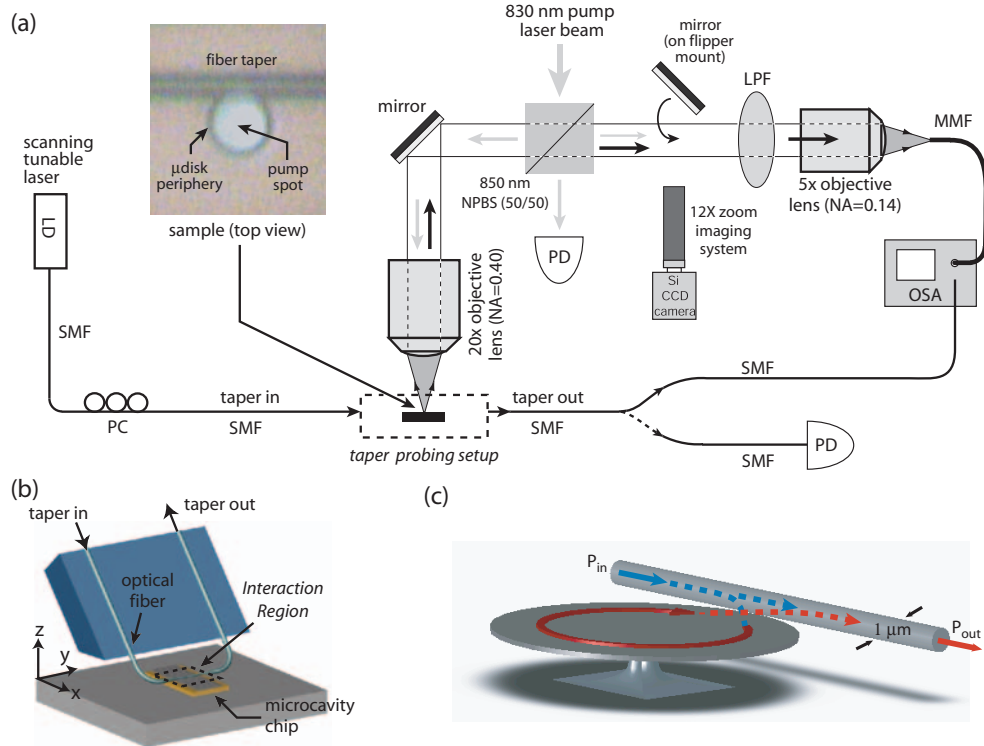 (a)
fiber taper
μdisk
periphery
pump
spot
sample (top view)
scanning
tunable
laser
LD
SMF
PC
taper in
SMF
mirror
830 nm pump
laser beam
850 nm
NPBS (50/50)
PD
mirror
(on flipper
mount)
LPF
MMF
5x objective
lens (NA=0.14)
12X zoom
imaging
system
Si
CCD
camera
OSA
20x objective
lens (NA=0.40)
taper out
SMF
taper probing setup
SMF
SMF
PD
(b)
taper in
taper out
optical
fiber
Interaction
Region
z
y
x
microcavity
chip
(c)
Pin
1 μm
Pout